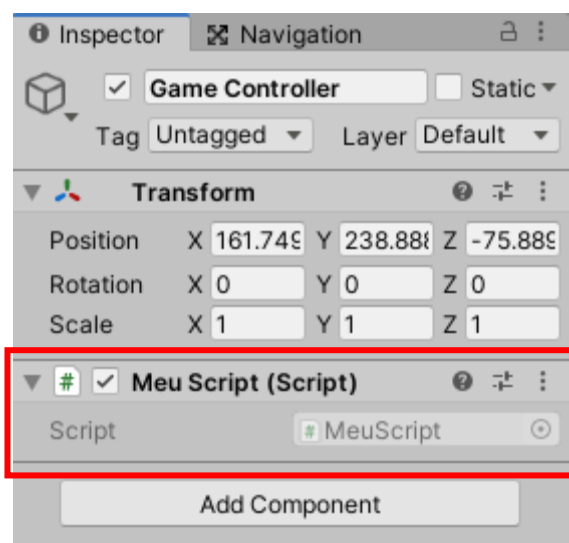 Inspector Navigation
Game Controller Static
Tag Untagged Layer Default
Transform
Position X 161.749 Y 238.888 Z -75.889
Rotation X 0 Y 0 Z 0
Scale X 1 Y 1 Z 1
# Meu Script (Script)
Script # MeuScript
Add Component